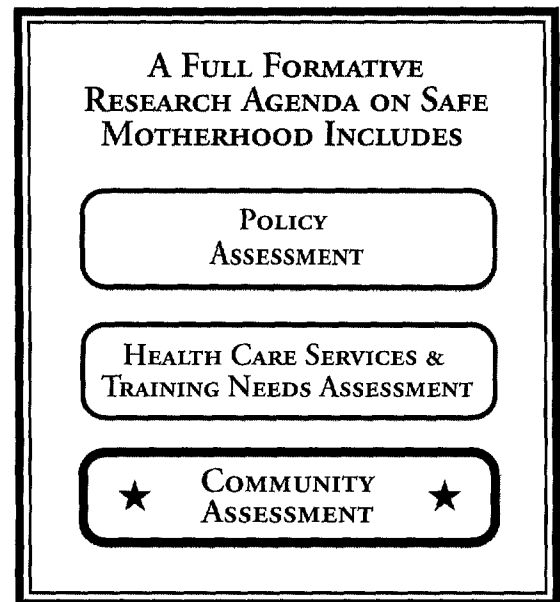 A Full Formative
Research Agenda on Safe
Motherhood Includes
Policy
Assessment
Health Care Services &
Training Needs Assessment
★ Community ★
Assessment